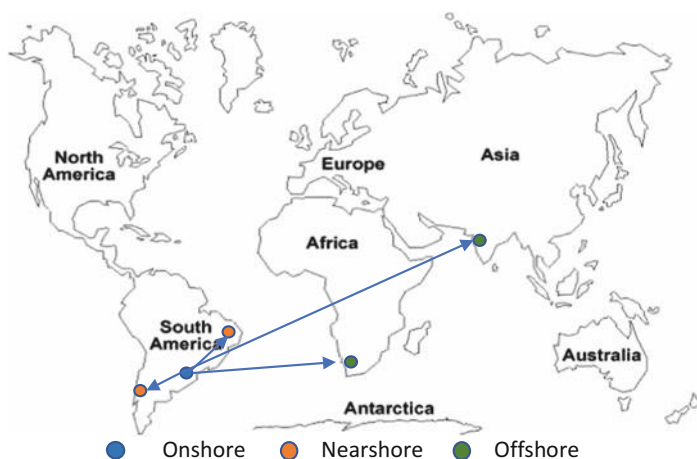 North
America
Europe
Asia
Africa
South
America
Australia
Antarctica
Onshore Nearshore Offshore